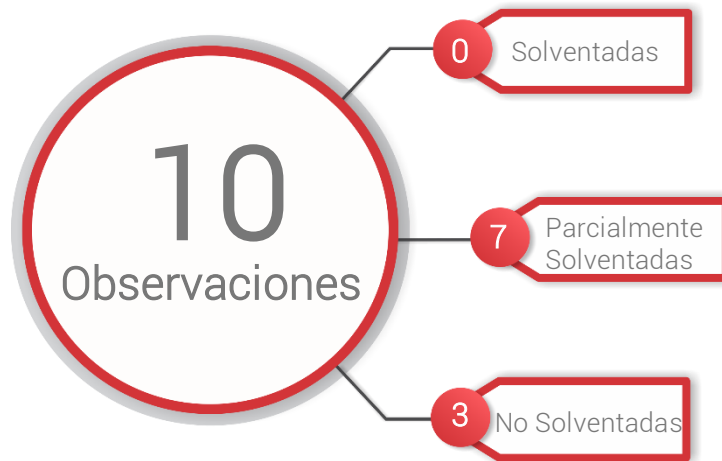 10
Observaciones
0
Solventadas
7
Parcialmente
Solventadas
3
No Solventadas